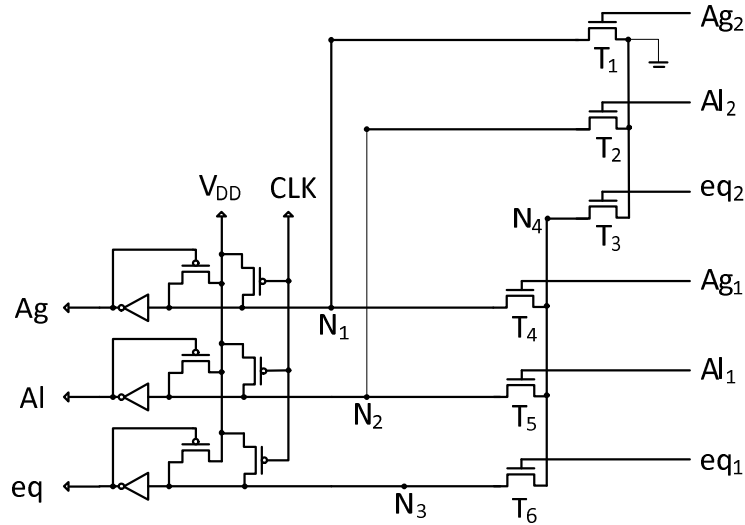 Ag₂
T₁
Al₂
T₂
V_DD CLK
eq₂
N₄
T₃
Ag₁
Ag
N₁
T₄
Al₁
Al
N₂
T₅
eq₁
eq
N₃
T₆